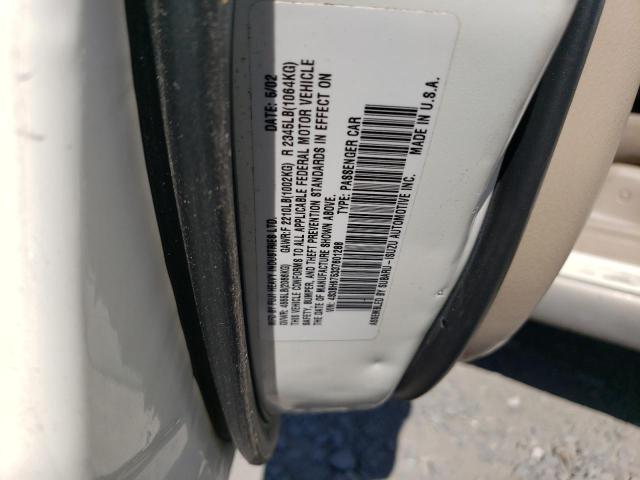 MFD BY FUJI HEAVY INDUSTRIES LTD. DATE: 5/02
GVWR: 4555LB(2066KG) GAWR:F 2210LB(1002KG) R 2345LB(1064KG)
THIS VEHICLE CONFORMS TO ALL APPLICABLE FEDERAL MOTOR VEHICLE
SAFETY, BUMPER, AND THEFT PREVENTION STANDARDS IN EFFECT ON
THE DATE OF MANUFACTURE SHOWN ABOVE.
VIN: TYPE: PASSENGER CAR
ASSEMBLED BY SUBARU-ISUZU AUTOMOTIVE INC. MADE IN U.S.A.